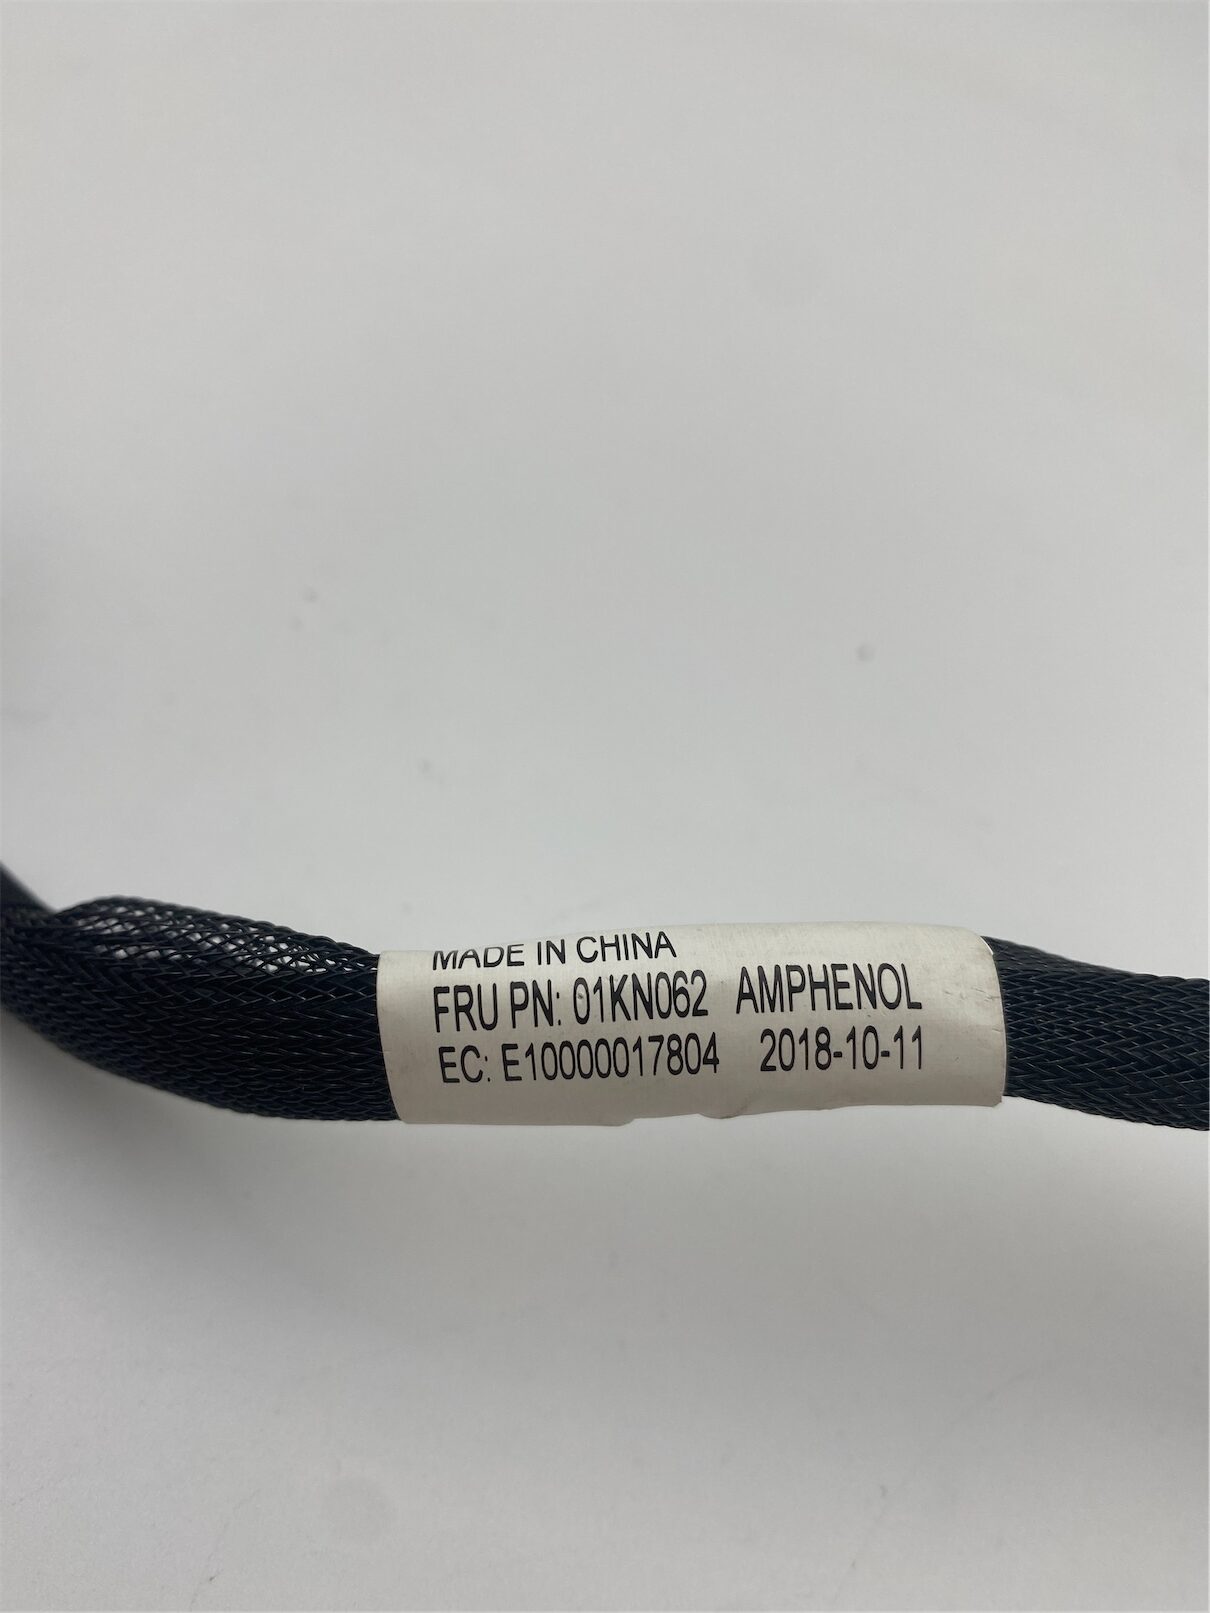 MADE IN CHINA
FRU PN: 01KN062 AMPHENOL
EC: E10000017804 2018-10-11